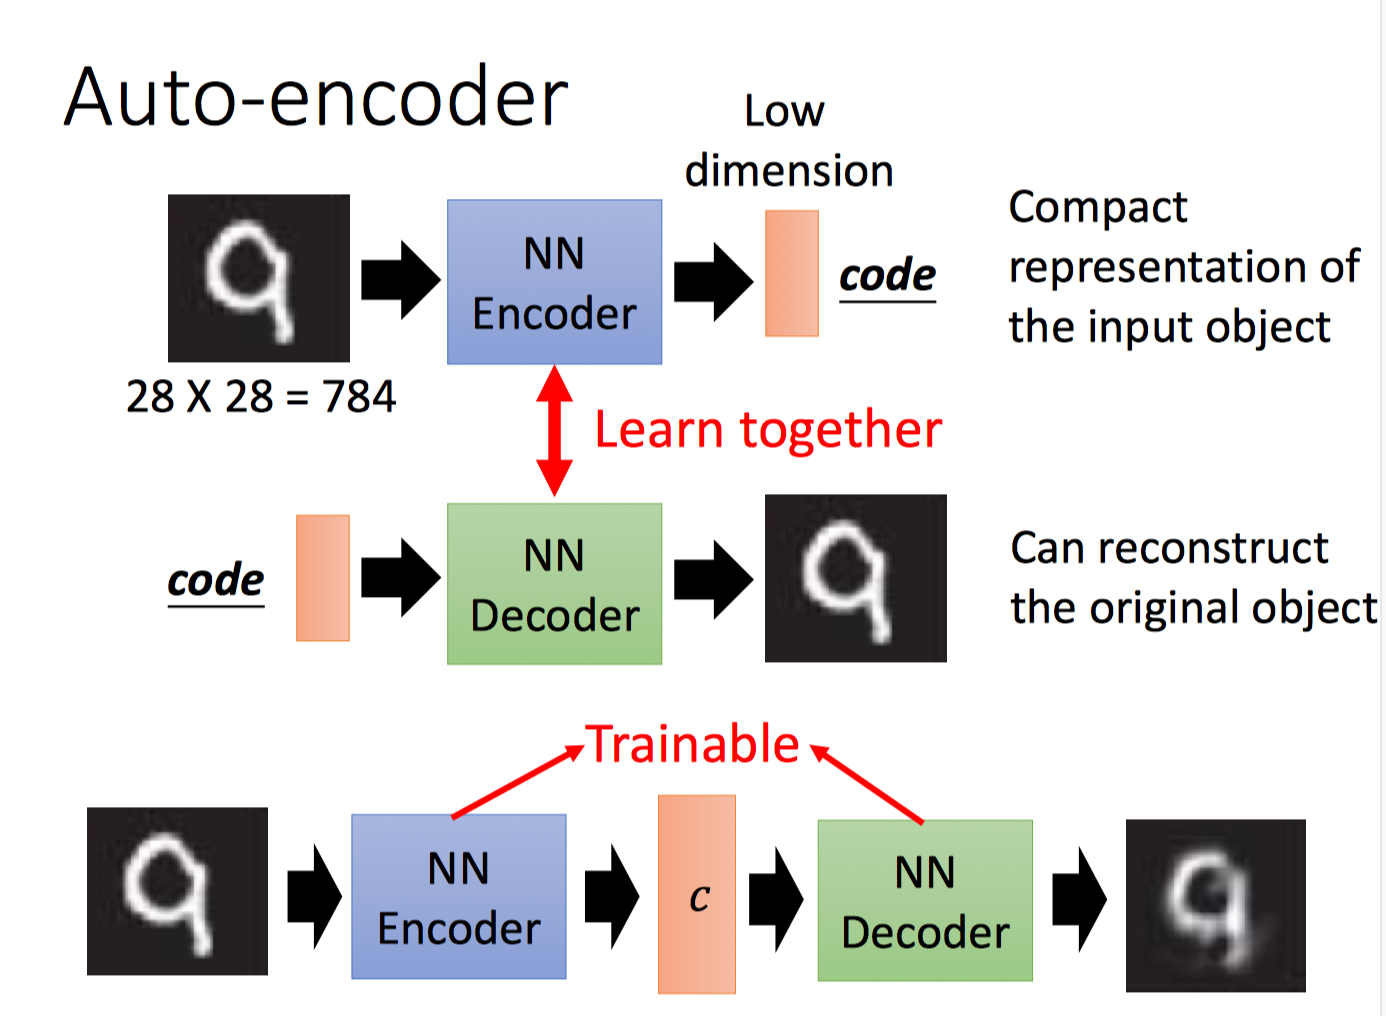 Auto-encoder
Low
dimension
NN
Encoder
code
Compact
representation of
the input object
28 X 28 = 784
Learn together
code
NN
Decoder
Can reconstruct
the original object
Trainable
NN
Encoder
c
NN
Decoder